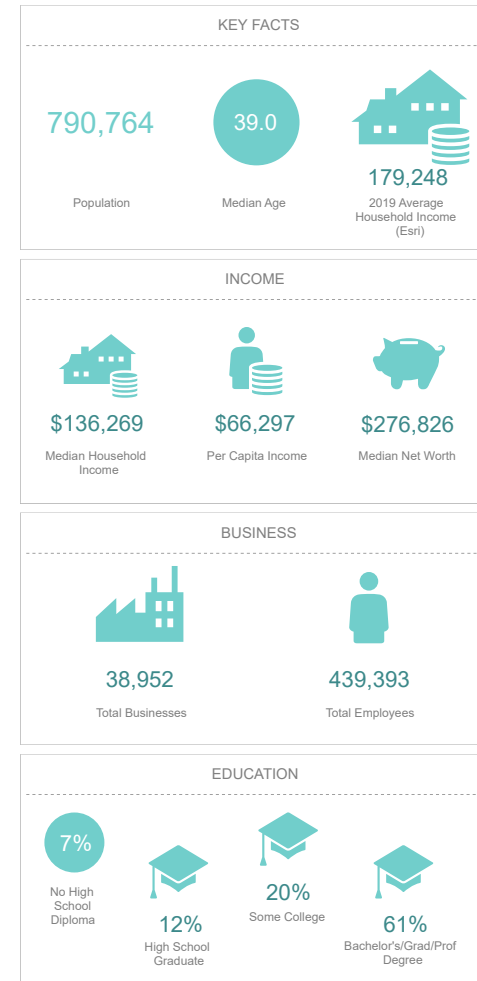 KEY FACTS
790,764
Population
39.0
Median Age
179,248
2019 Average
Household Income
(Esri)
INCOME
$136,269
Median Household
Income
$66,297
Per Capita Income
$276,826
Median Net Worth
BUSINESS
38,952
Total Businesses
439,393
Total Employees
EDUCATION
7%
No High
School
Diploma
12%
High School
Graduate
20%
Some College
61%
Bachelor's/Grad/Prof
Degree